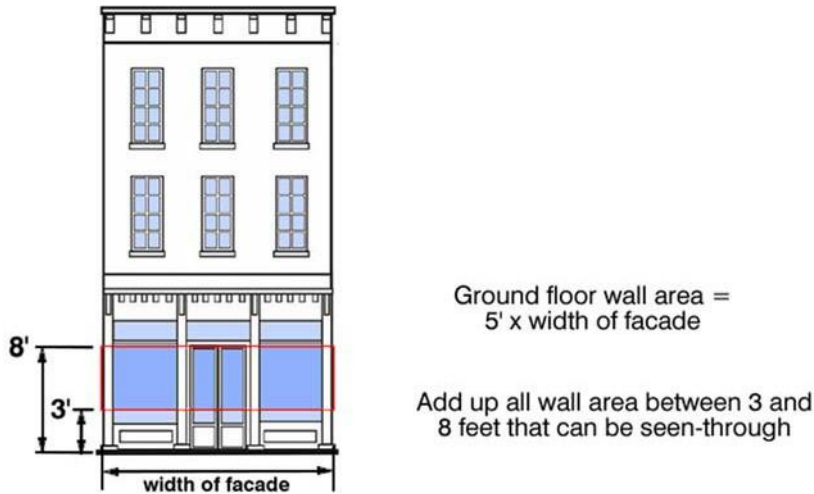 8'
3'
width of facade
Ground floor wall area =
5' x width of facade
Add up all wall area between 3 and
8 feet that can be seen-through